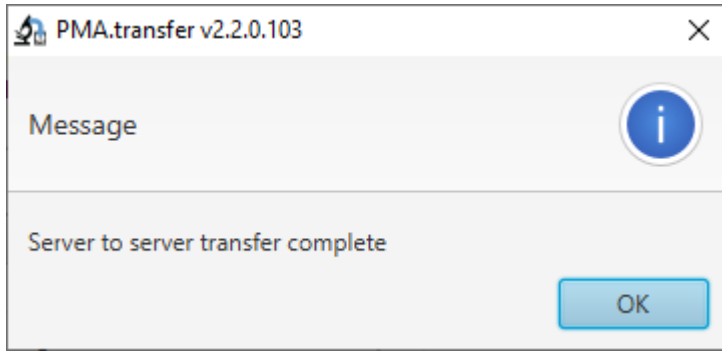 PMA.transfer v2.2.0.103
Message
i
Server to server transfer complete
OK